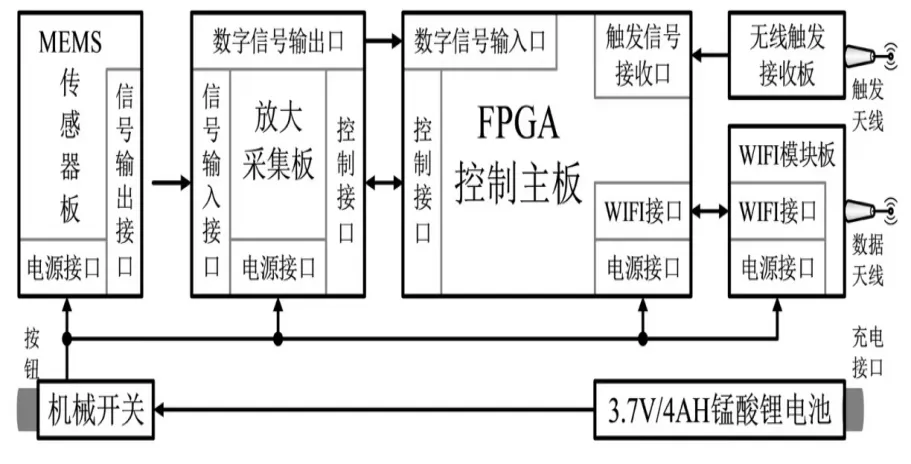 MEMS
传感器板
信号输出接口
电源接口
数字信号输出口
信号输入接口
放大
采集板
控制接口
电源接口
数字信号输入口
触发信号
接收口
控制接口
FPGA
控制主板
WIFI接口
电源接口
无线触发
接收板
触发
天线
WIFI模块板
WIFI接口
电源接口
数据
天线
按钮
机械开关
充电
接口
3.7V/4AH锰酸锂电池